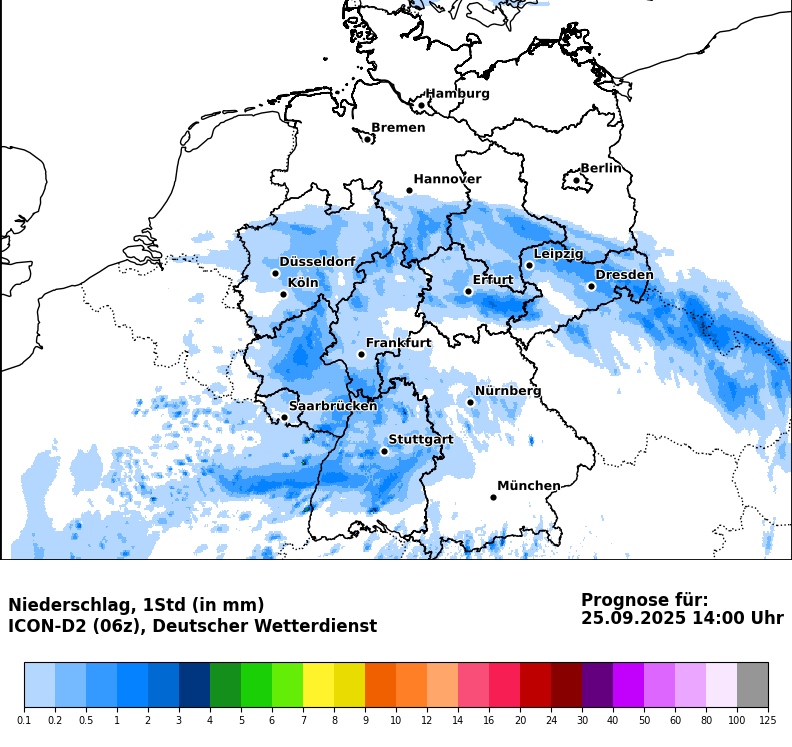 Hamburg
Bremen
Berlin
Hannover
Leipzig
Düsseldorf
Dresden
Köln
Erfurt
Frankfurt
Nürnberg
Saarbrücken
Stuttgart
München
Niederschlag, 1Std (in mm)
ICON-D2 (06z), Deutscher Wetterdienst
Prognose für:
25.09.2025 14:00 Uhr
0.1 0.2 0.5 1 2 3 4 5 6 7 8 9 10 12 14 16 20 24 30 40 50 60 80 100 125